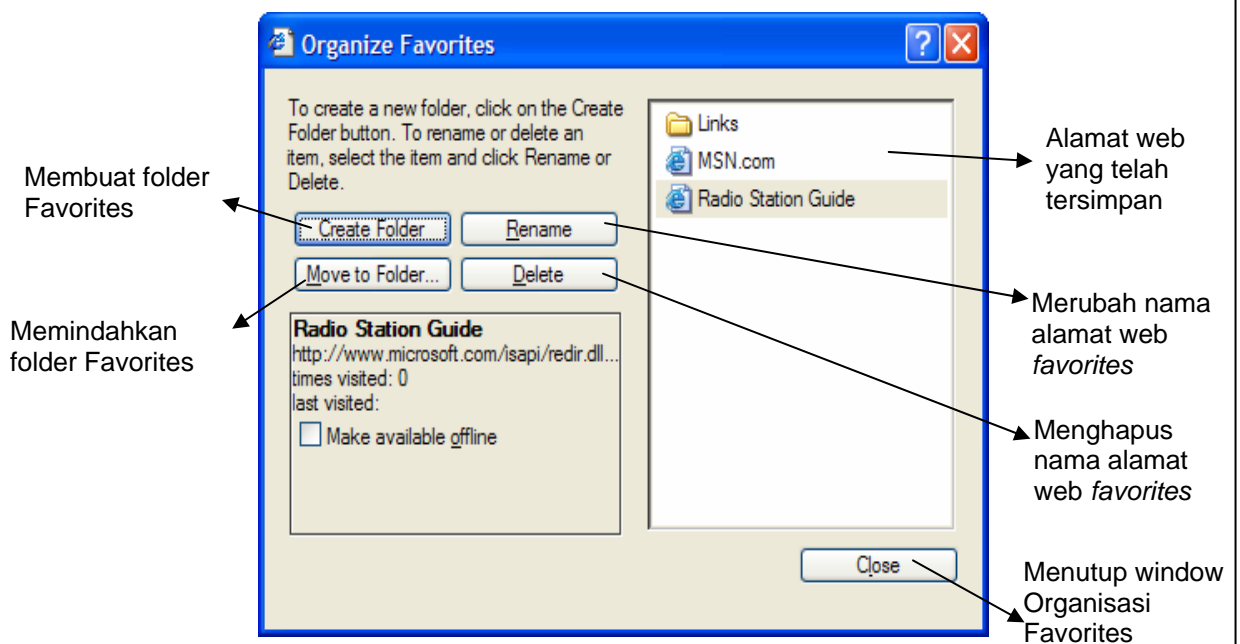 Organize Favorites
To create a new folder, click on the Create
Folder button. To rename or delete an
item, select the item and click Rename or
Delete.
Create Folder
Rename
Move to Folder...
Delete
Radio Station Guide
http://www.microsoft.com/isapi/redir.dll...
times visited: 0
last visited:
Make available offline
Links
MSN.com
Radio Station Guide
Close
Membuat folder
Favorites
Memindahkan
folder Favorites
Alamat web
yang telah
tersimpan
Merubah nama
alamat web
favorites
Menghapus
nama alamat
web favorites
Menutup window
Organisasi
Favorites